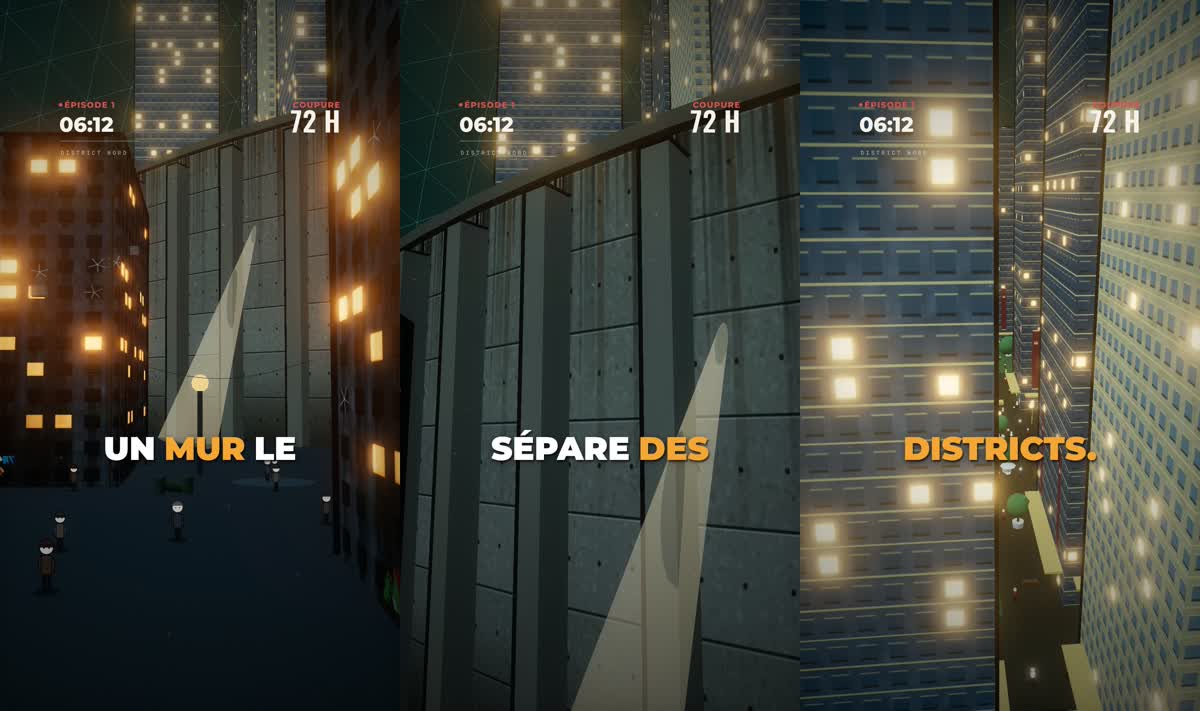 ÉPISODE 1
06:12
DISTRICT NORD
COUPURE
72 H
UN MUR LE
ÉPISODE 1
06:12
DISTRICT NORD
COUPURE
72 H
SÉPARE DES
ÉPISODE 1
06:12
DISTRICT NORD
COUPURE
72 H
DISTRICTS.